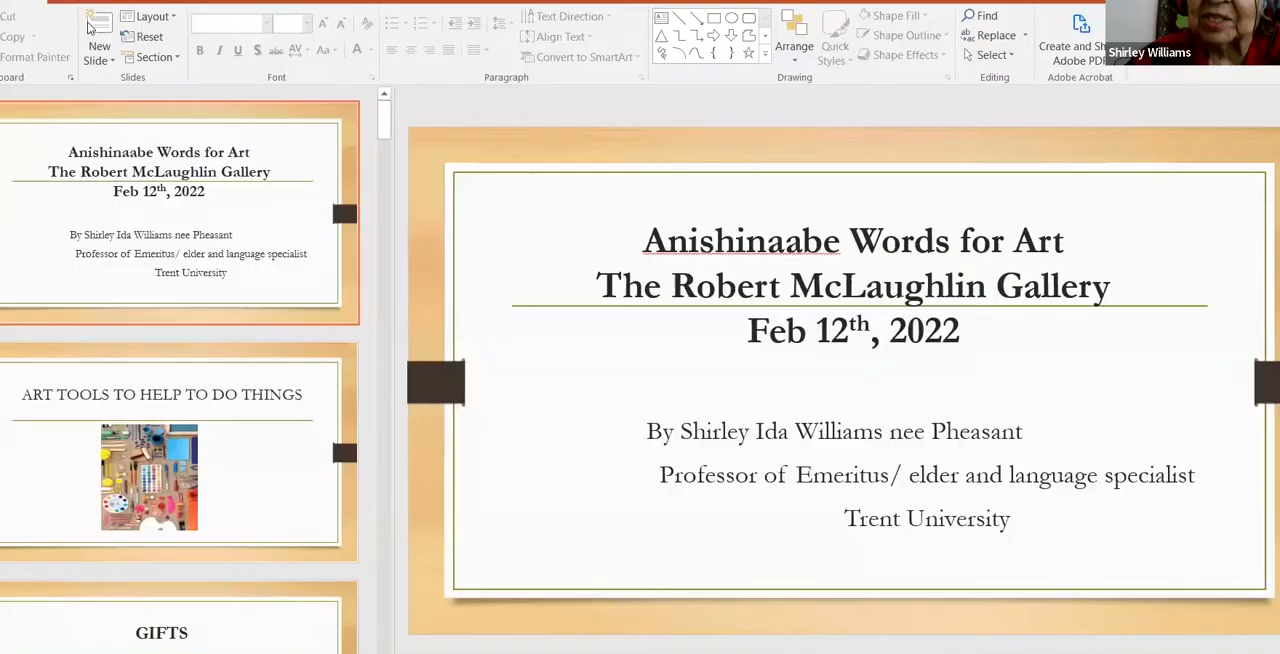 Cut
Copy
Format Painter
board
New
Slide
Layout
Reset
Section
Slides
B I U S abc AV Aa A
Font
Text Direction
Align Text
Convert to SmartArt
Paragraph
Arrange
Quick
Styles
Shape Fill
Shape Outline
Shape Effects
Drawing
Find
Replace
Select
Editing
Create and Sh
Adobe PDF
Adobe Acrobat
Shirley Williams
Anishinaabe Words for Art
The Robert McLaughlin Gallery
Feb 12th, 2022
By Shirley Ida Williams nee Pheasant
Professor of Emeritus/ elder and language specialist
Trent University
ART TOOLS TO HELP TO DO THINGS
GIFTS
Anishinaabe Words for Art
The Robert McLaughlin Gallery
Feb 12th, 2022
By Shirley Ida Williams nee Pheasant
Professor of Emeritus/ elder and language specialist
Trent University